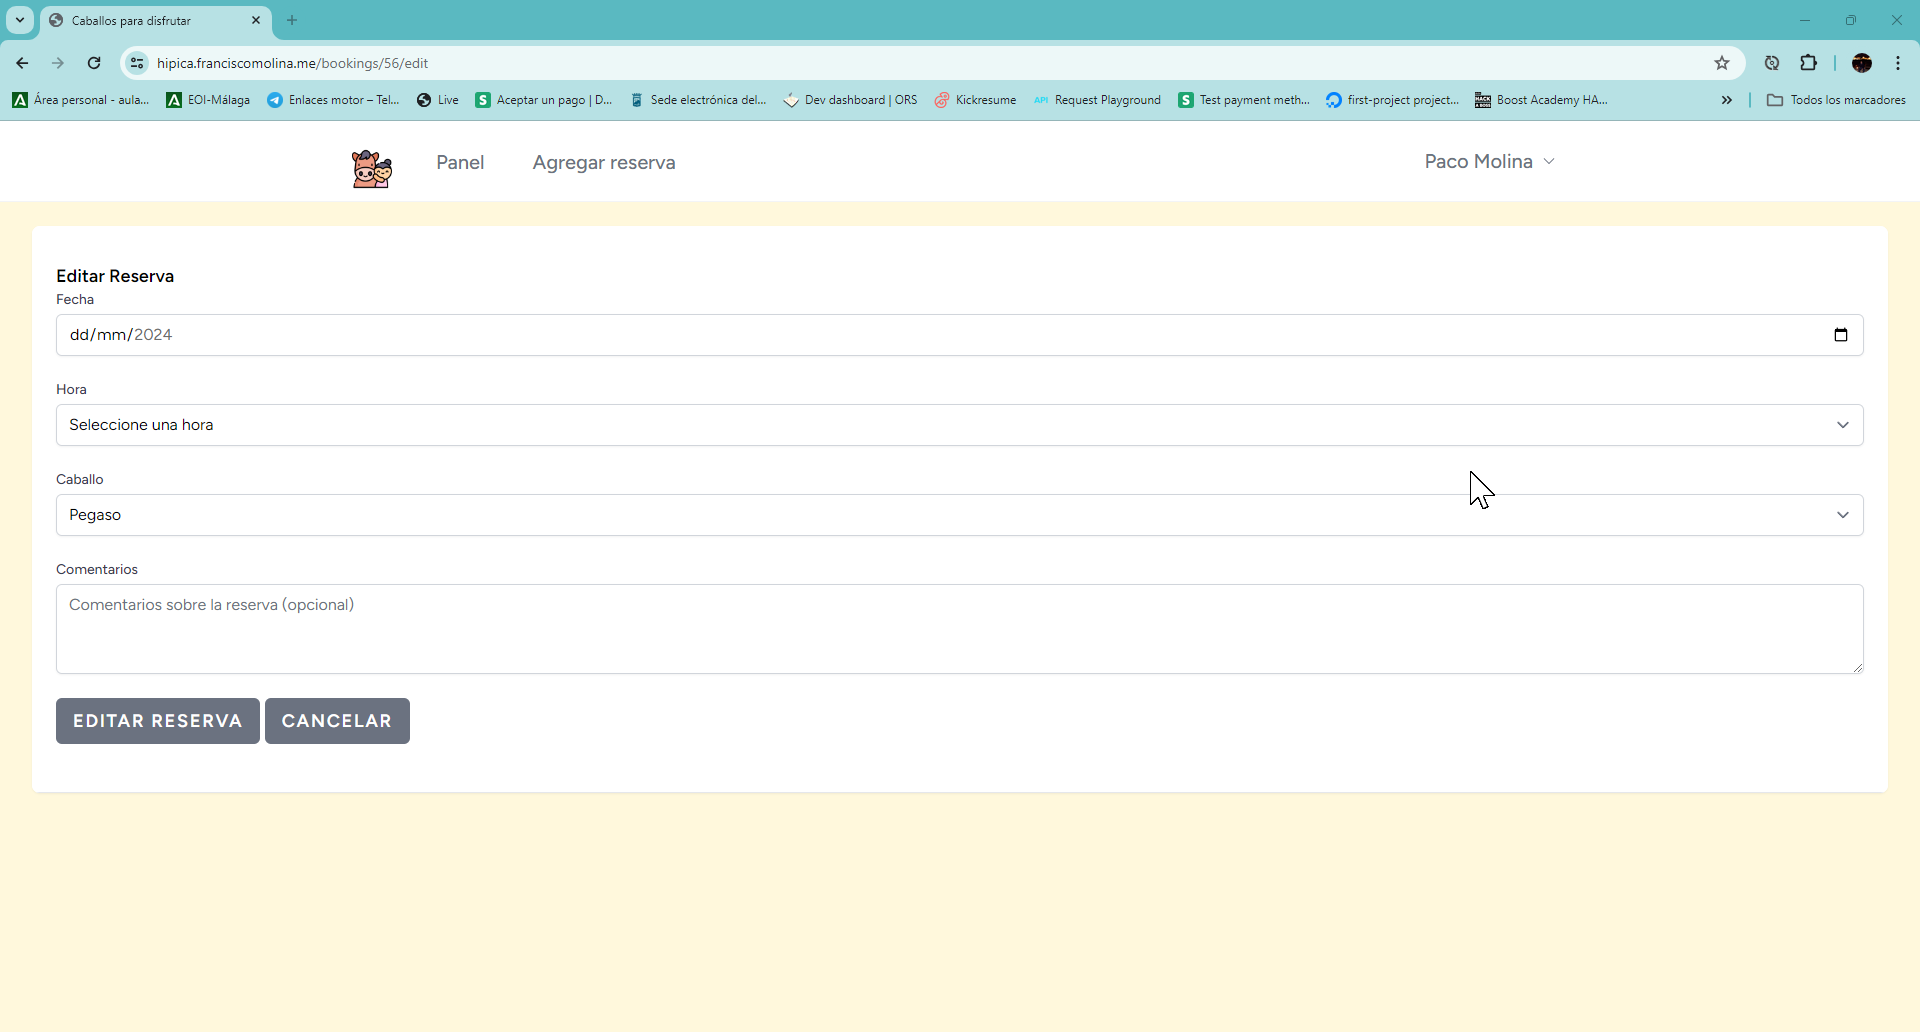 Caballos para disfrutar
hipica.franciscomolina.me/bookings/56/edit
Área personal - aula...
EOI-Málaga
Enlaces motor – Tel...
Live
S
Aceptar un pago | D...
Sede electrónica del...
Dev dashboard | ORS
Kickresume
API
Request Playground
S
Test payment meth...
first-project project...
Boost Academy HA...
Todos los marcadores
Panel
Agregar reserva
Paco Molina
Editar Reserva
Fecha
dd/mm/2024
Hora
Seleccione una hora
Caballo
Pegaso
Comentarios
Comentarios sobre la reserva (opcional)
EDITAR RESERVA
CANCELAR